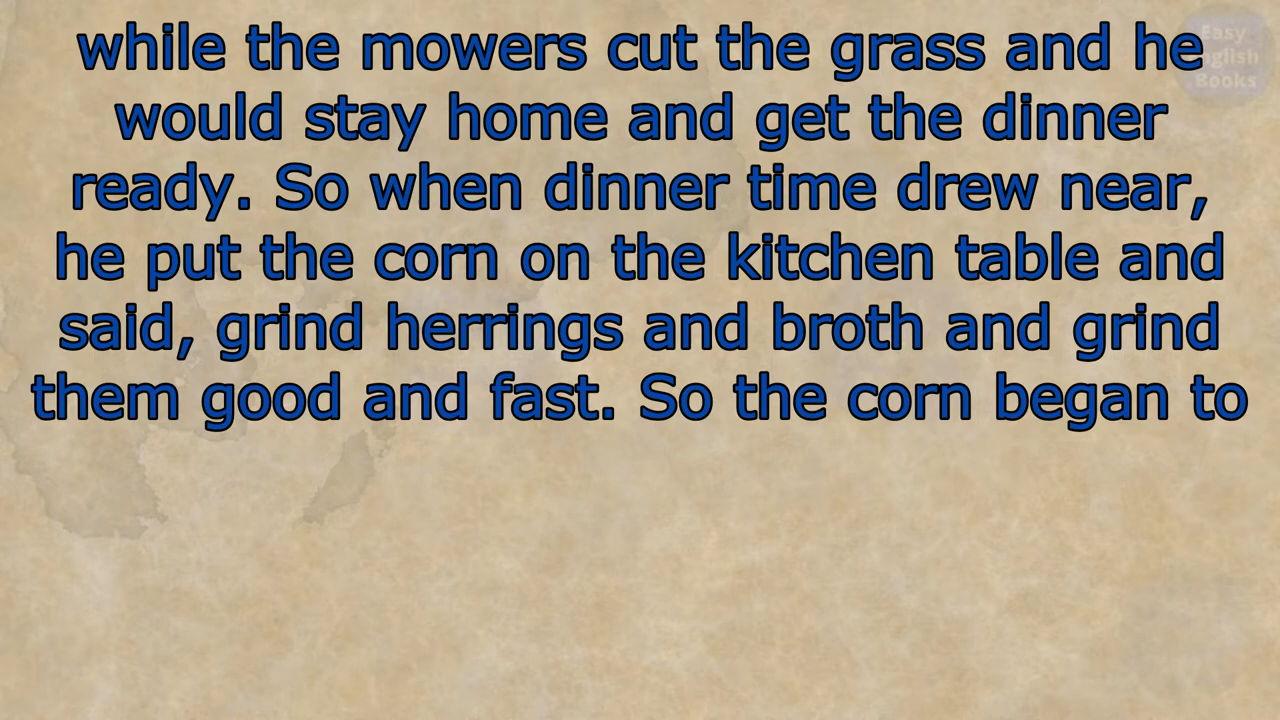 while the mowers cut the grass and he
would stay home and get the dinner
ready. So when dinner time drew near,
he put the corn on the kitchen table and
said, grind herrings and broth and grind
them good and fast. So the corn began to
Easy
English
Books